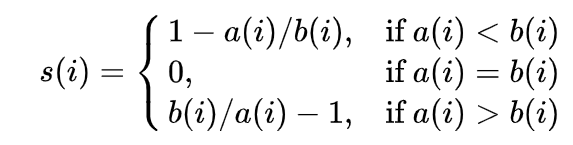 1 − a(i)/b(i), if a(i) < b(i)
s(i) = { 0, if a(i) = b(i)
b(i)/a(i) − 1, if a(i) > b(i)